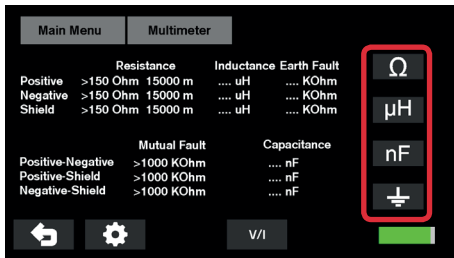 Main Menu Multimeter
Resistance Inductance Earth Fault
Positive >150 Ohm 15000 m .... uH .... KOhm
Negative >150 Ohm 15000 m .... uH .... KOhm
Shield >150 Ohm 15000 m .... uH .... KOhm
Mutual Fault Capacitance
Positive-Negative >1000 KOhm .... nF
Positive-Shield >1000 KOhm .... nF
Negative-Shield >1000 KOhm .... nF
Ω
µH
nF
V/I